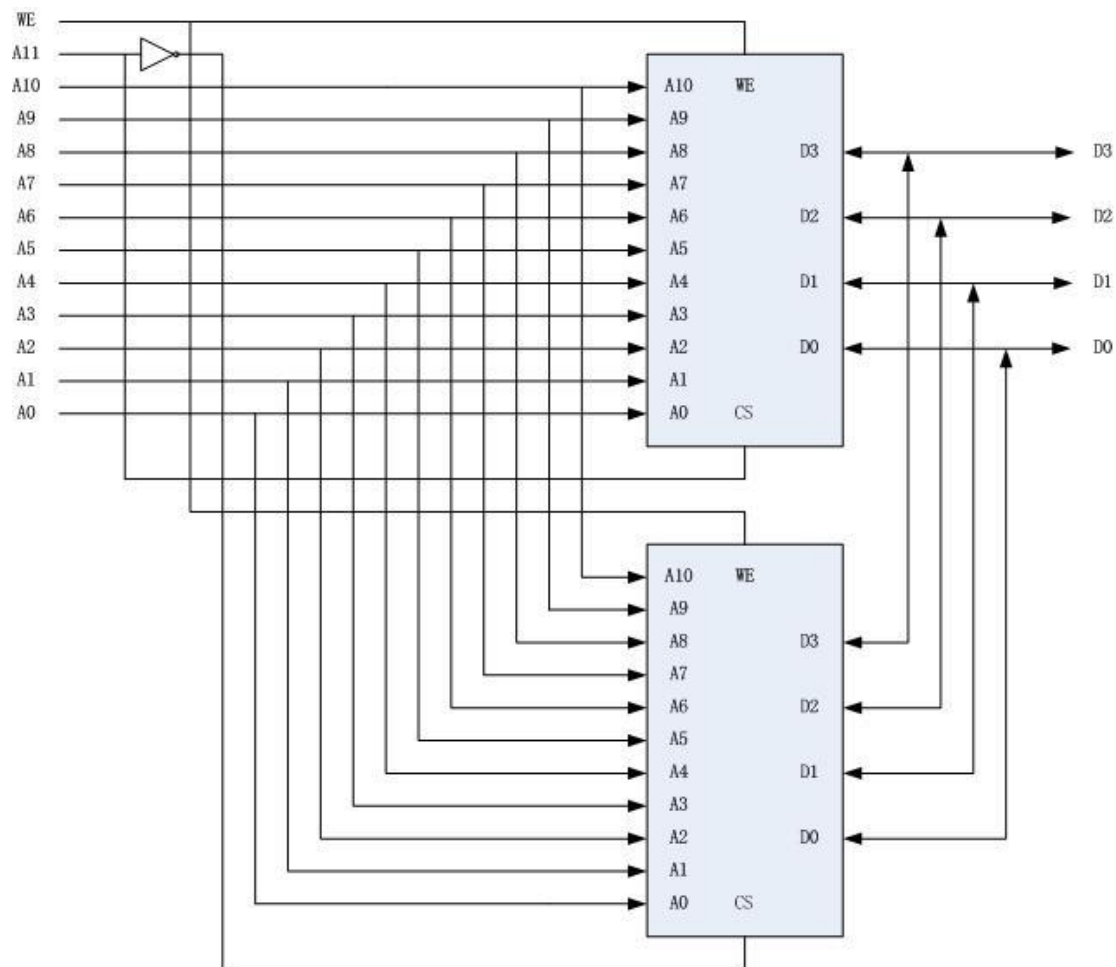 WE
A11
A10 A10 WE
A9 A9
A8 A8 D3 D3
A7 A7
A6 A6 D2 D2
A5 A5
A4 A4 D1 D1
A3 A3
A2 A2 D0 D0
A1 A1
A0 A0 CS
A10 WE
A9
A8 D3
A7
A6 D2
A5
A4 D1
A3
A2 D0
A1
A0 CS